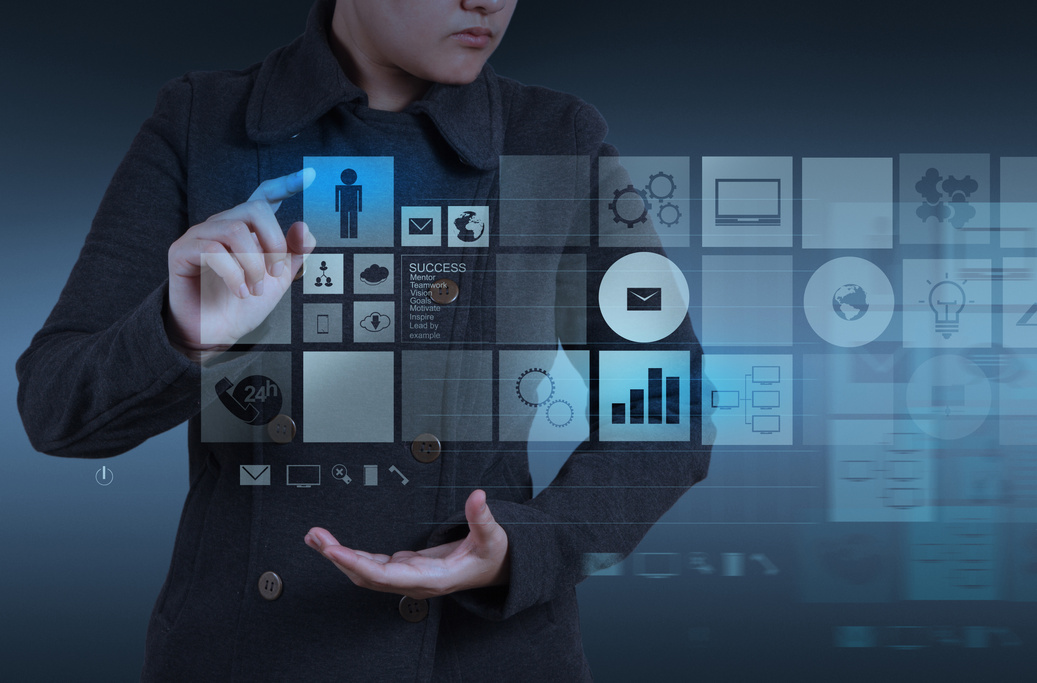 SUCCESS
Mentor
Teamwork
Vision
Goals
Motivate
Inspire
Lead by
example
24h